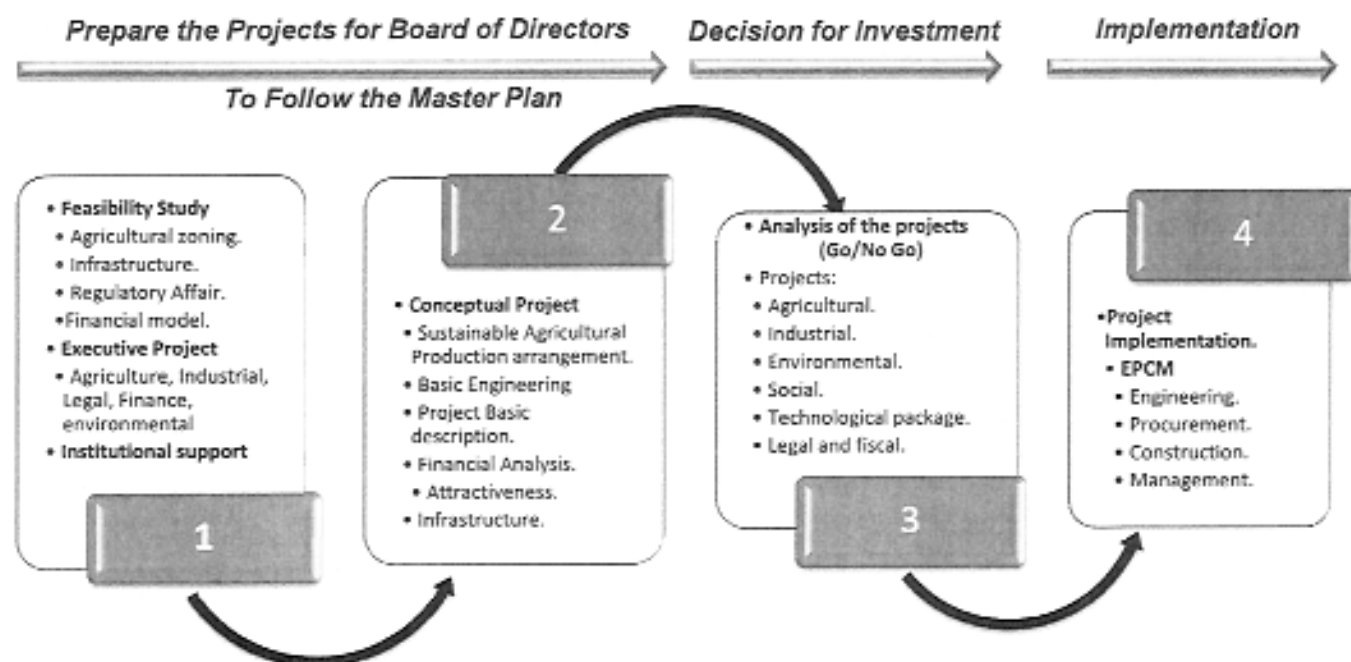 Prepare the Projects for Board of Directors
To Follow the Master Plan
Decision for Investment
Implementation
• Feasibility Study
• Agricultural zoning.
• Infrastructure.
• Regulatory Affair.
•Financial model.
• Executive Project
• Agriculture, Industrial,
Legal, Finance,
environmental
• Institutional support
1
2
• Conceptual Project
• Sustainable Agricultural
Production arrangement.
• Basic Engineering
• Project Basic
description.
• Financial Analysis.
• Attractiveness.
• Infrastructure.
• Analysis of the projects
(Go/No Go)
• Projects:
• Agricultural.
• Industrial.
• Environmental.
• Social.
• Technological package.
• Legal and fiscal.
3
4
•Project
Implementation.
• EPCM
• Engineering.
• Procurement.
• Construction.
• Management.